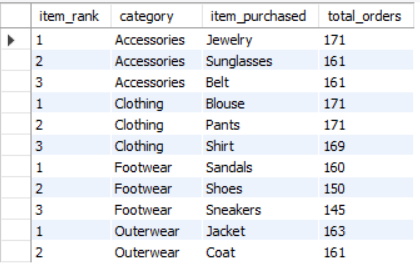 item_rank category item_purchased total_orders
1 Accessories Jewelry 171
2 Accessories Sunglasses 161
3 Accessories Belt 161
1 Clothing Blouse 171
2 Clothing Pants 171
3 Clothing Shirt 169
1 Footwear Sandals 160
2 Footwear Shoes 150
3 Footwear Sneakers 145
1 Outerwear Jacket 163
2 Outerwear Coat 161